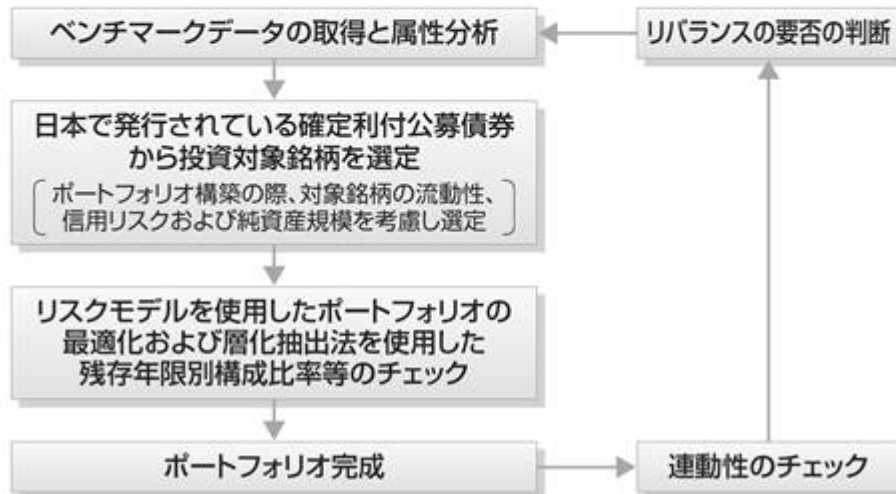 ベンチマークデータの取得と属性分析
リバランスの要否の判断
日本で発行されている確定利付公募債券
から投資対象銘柄を選定
ポートフォリオ構築の際、対象銘柄の流動性、
信用リスクおよび純資産規模を考慮し選定
リスクモデルを使用したポートフォリオの
最適化および層化抽出法を使用した
残存年限別構成比率等のチェック
ポートフォリオ完成
連動性のチェック